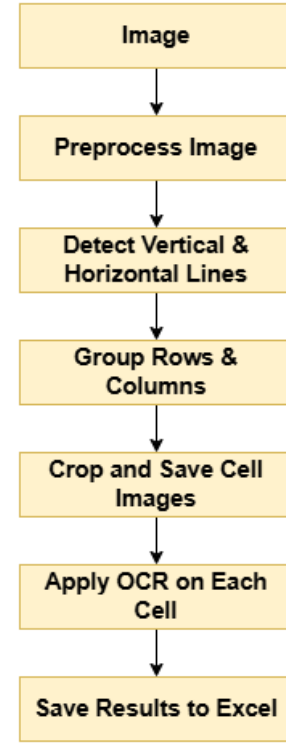 Image
Preprocess Image
Detect Vertical &
Horizontal Lines
Group Rows &
Columns
Crop and Save Cell
Images
Apply OCR on Each
Cell
Save Results to Excel